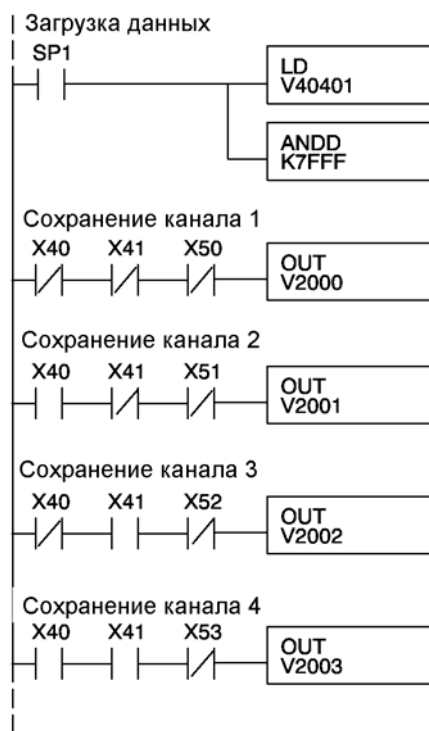 Загрузка данных
SP1
LD
V40401
ANDD
K7FFF
Сохранение канала 1
X40 X41 X50
OUT
V2000
Сохранение канала 2
X40 X41 X51
OUT
V2001
Сохранение канала 3
X40 X41 X52
OUT
V2002
Сохранение канала 4
X40 X41 X53
OUT
V2003